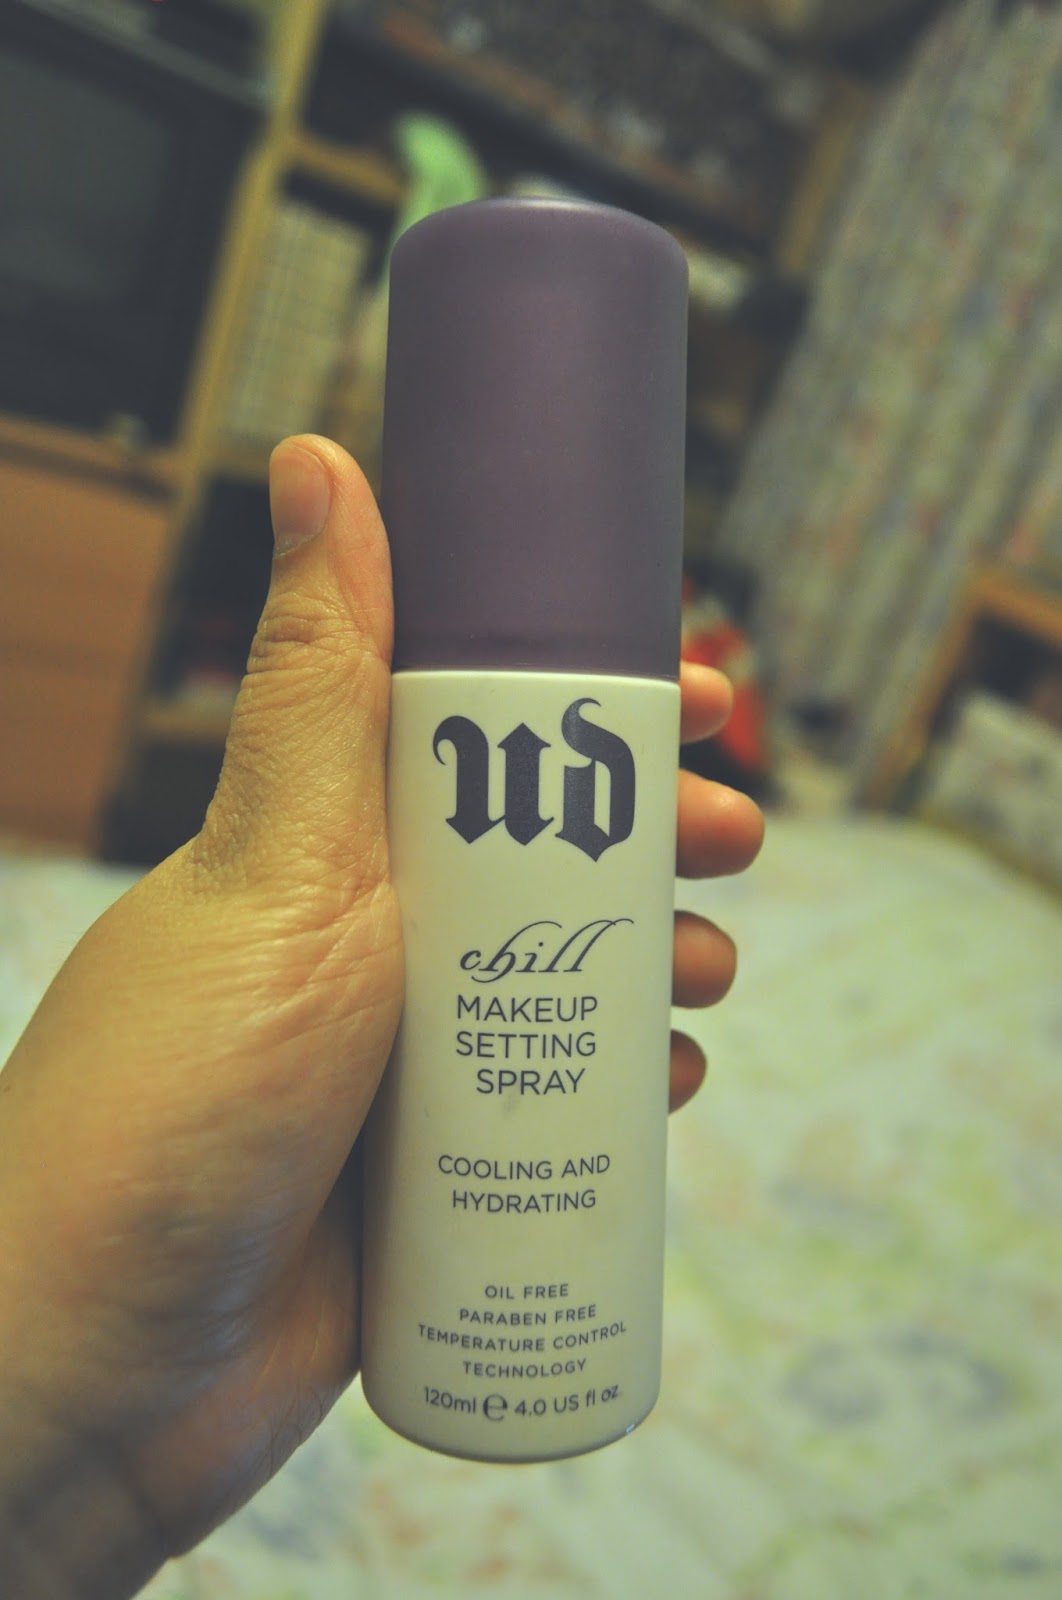 UD
chill
MAKEUP
SETTING
SPRAY
COOLING AND
HYDRATING
OIL FREE
PARABEN FREE
TEMPERATURE CONTROL
TECHNOLOGY
120ml ℮ 4.0 US fl oz.